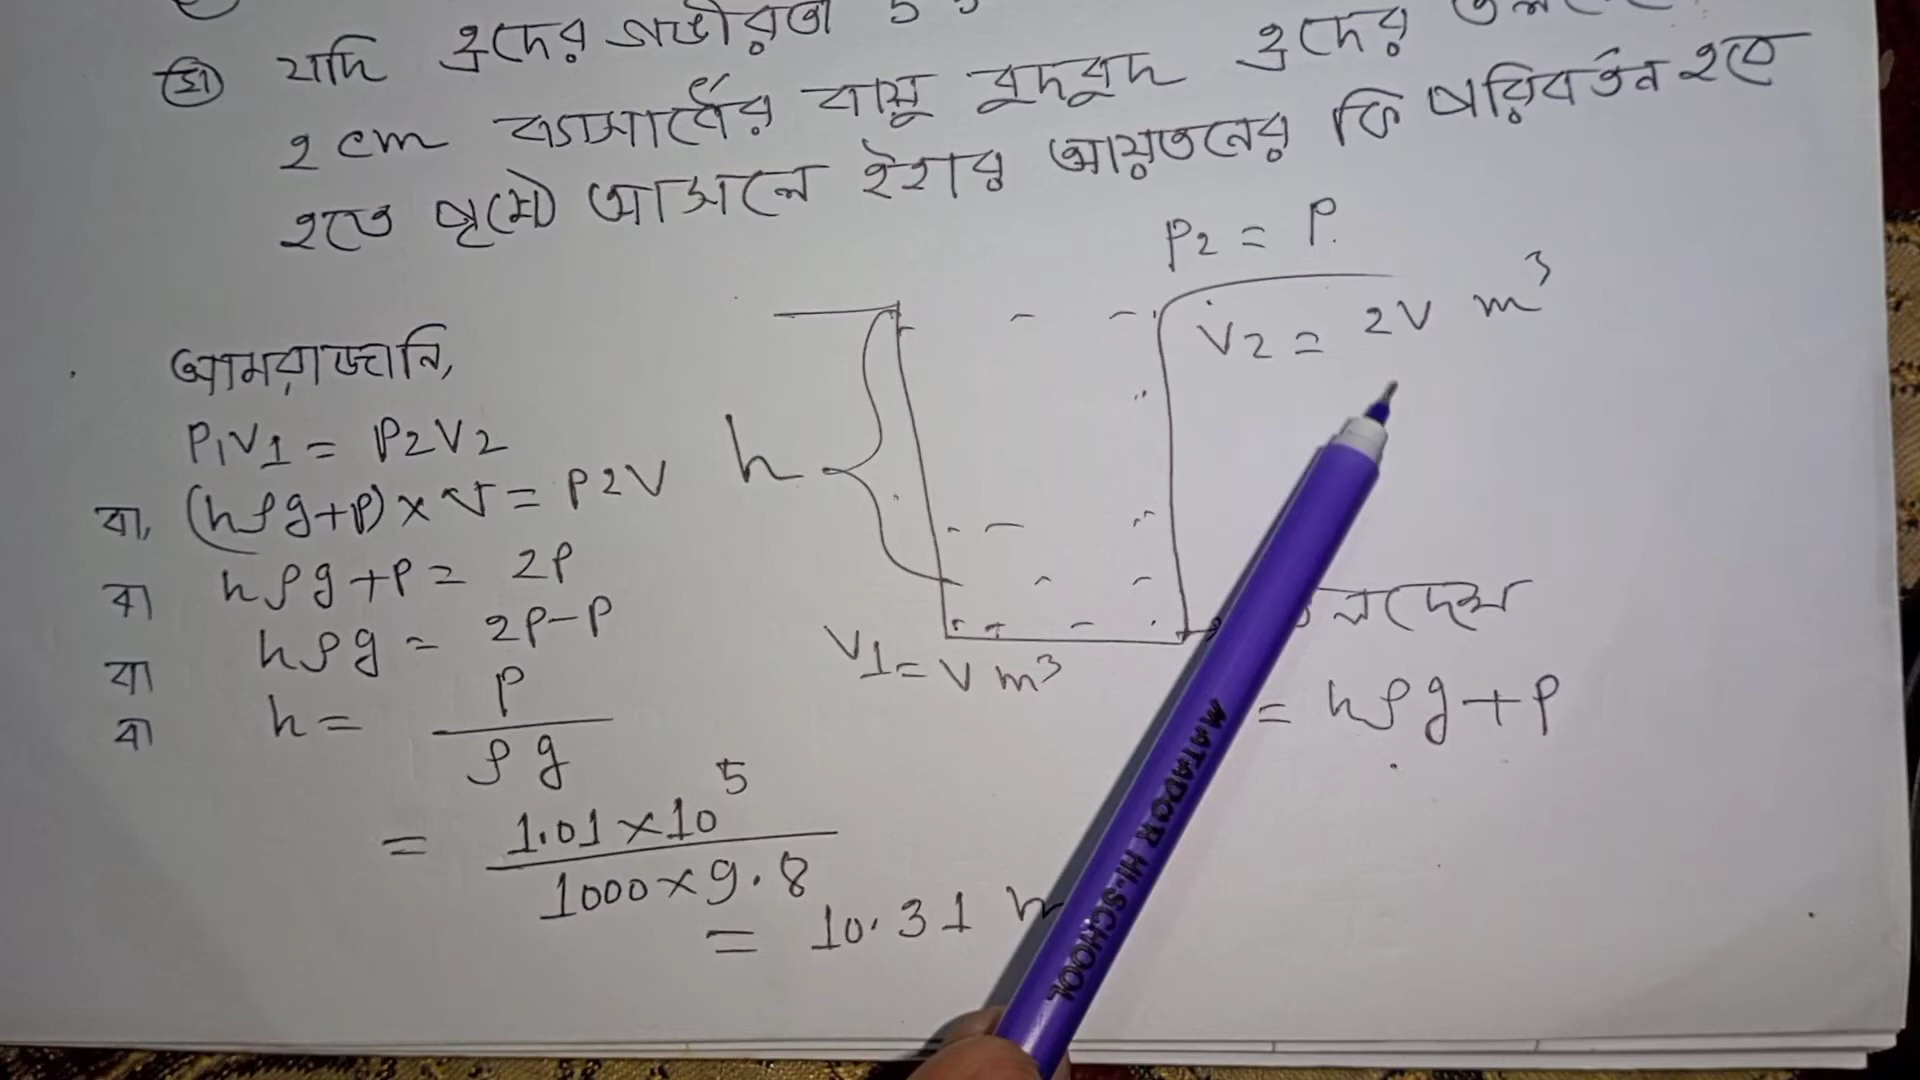 ঘ যদি হ্রদের গভীরতা 5
২ cm ব্যাসার্ধের বায়ু বুদবুদ হ্রদের
হতে পৃষ্ঠে আসলে ইহার আয়তনের কি পরিবর্তন হবে
P2 = P.
V2 = 2V m³
আমরা জানি,
P1V1 = P2V2
বা, (hρg+P) × V = P2V
বা hρg+P = 2P
বা hρg = 2P-P
বা h = P / ρg
= 1.01×10⁵ / 1000×9.8
= 10.31
h
V1 = V m³
= hρg+P
MATADOR HI-SCHOOL